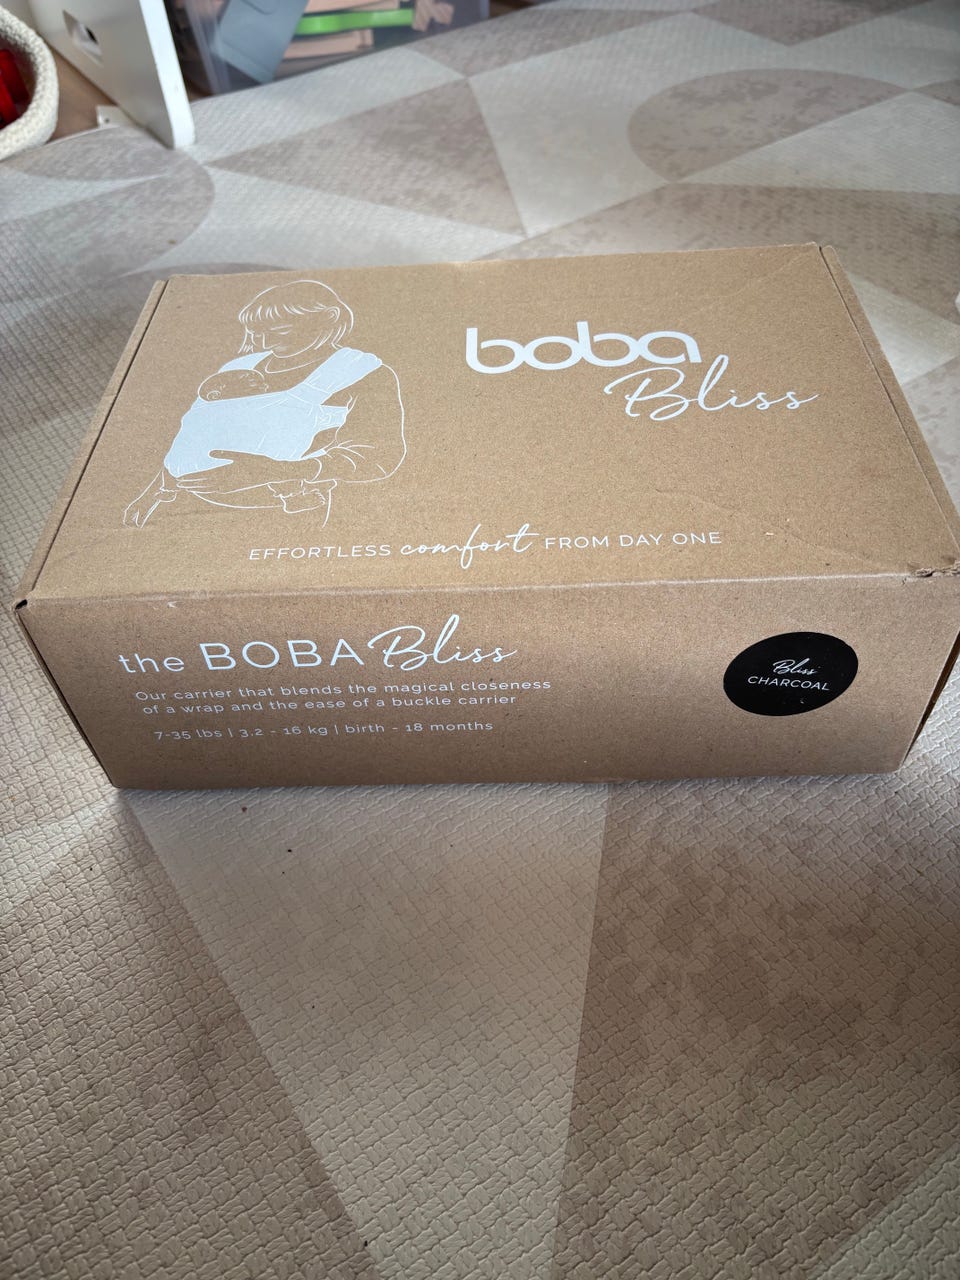 boba
Bliss
EFFORTLESS comfort FROM DAY ONE
the BOBA Bliss
Our carrier that blends the magical closeness
of a wrap and the ease of a buckle carrier
7-35 lbs | 3,2 - 16 kg | birth - 18 months
Bliss
CHARCOAL